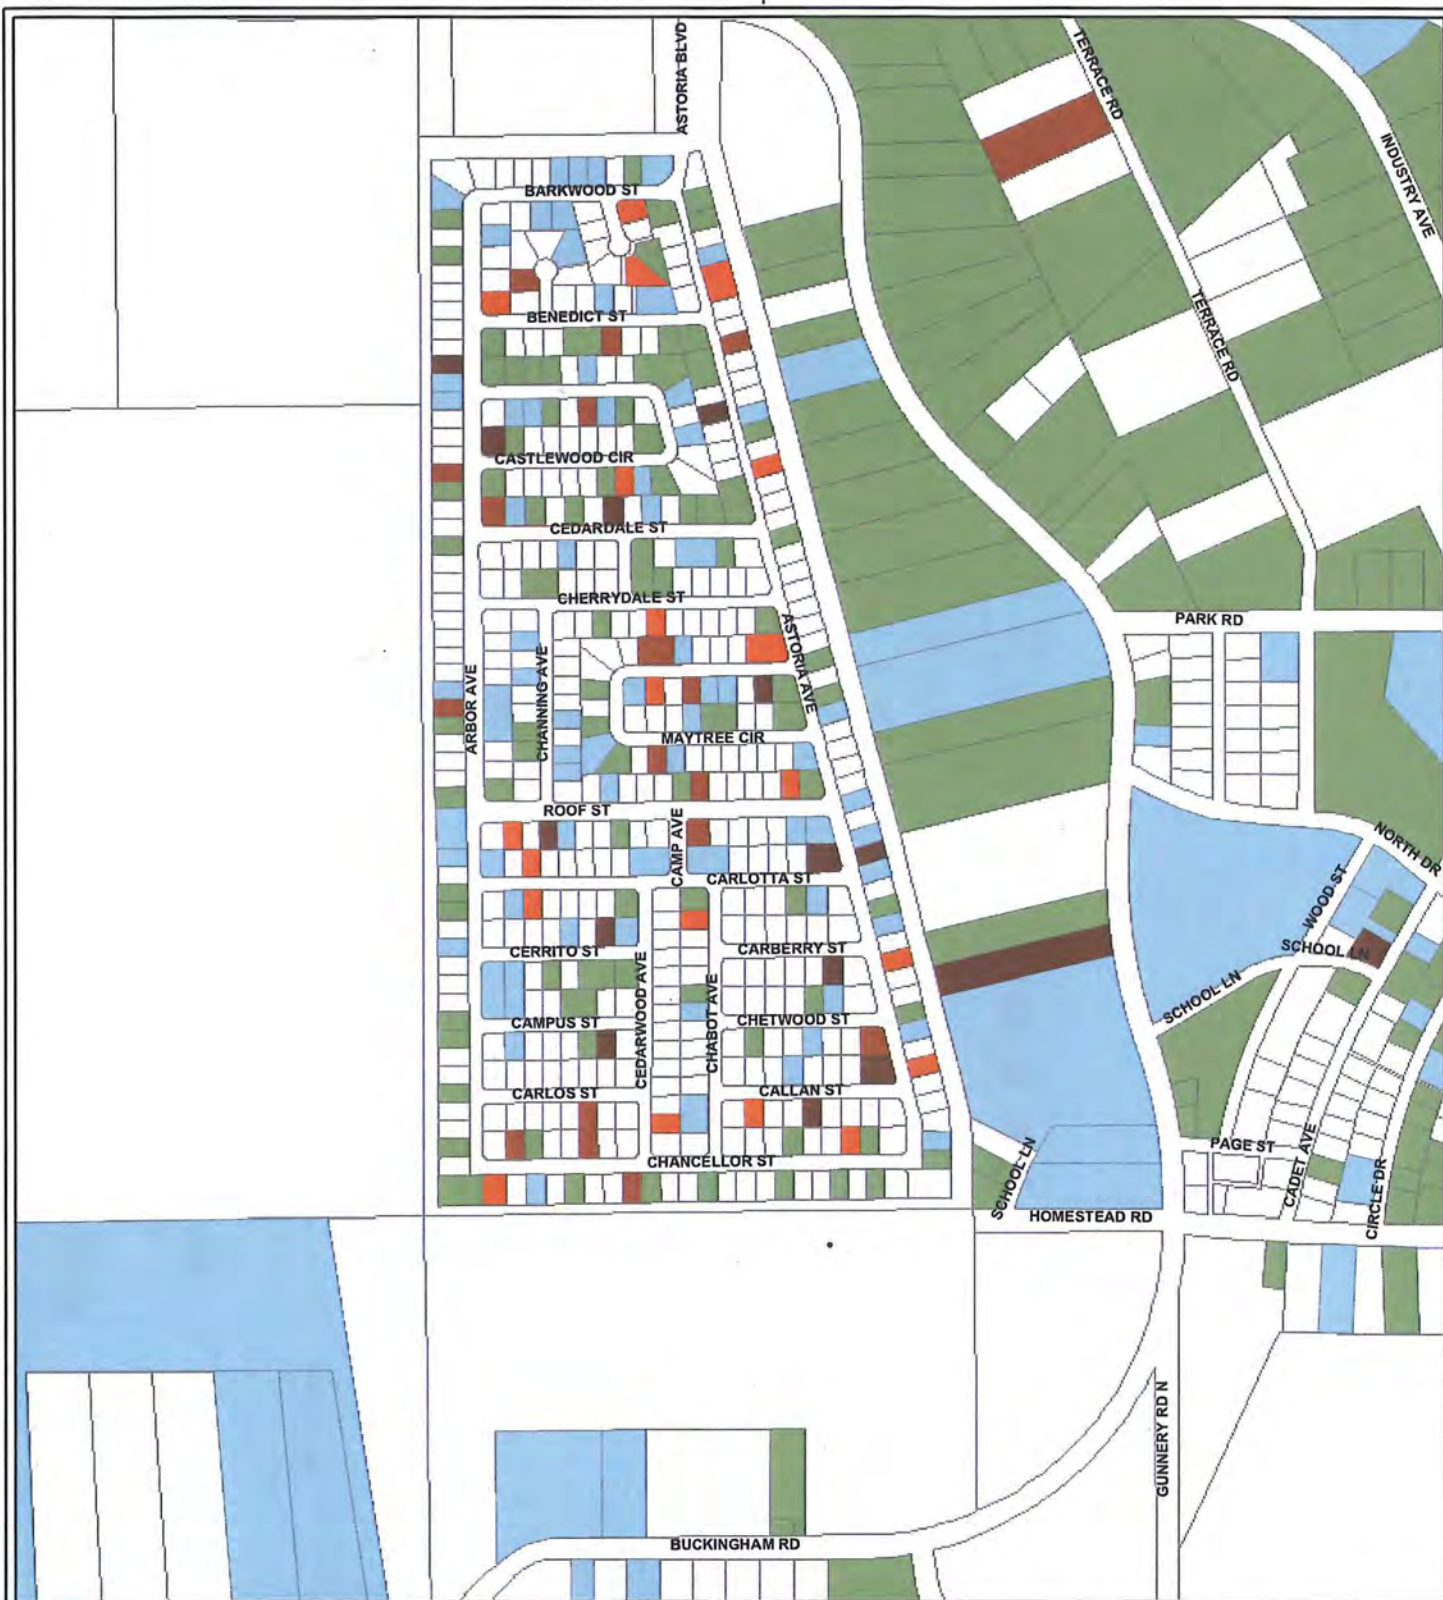 ASTORIA BLVD
TERRACE RD
INDUSTRY AVE
BARKWOOD ST
BENEDICT ST
TERRACE RD
CASTLEWOOD CIR
CEDARDALE ST
CHERRYDALE ST
PARK RD
ASTORIA AVE
ARBOR AVE
CHANNING AVE
MAYTREE CIR
ROOF ST
CAMP AVE
NORTH DR
CARLOTTA ST
WOOD ST
CERRITO ST
CARBERRY ST
SCHOOL LN
SCHOOL LN
CEDARWOOD AVE
CHABOT AVE
CAMPUS ST
CHETWOOD ST
CARLOS ST
CALLAN ST
PAGE ST
CADET AVE
CIRCLE DR
SCHOOL LN
CHANCELLOR ST
HOMESTEAD RD
GUNNERY RD N
BUCKINGHAM RD